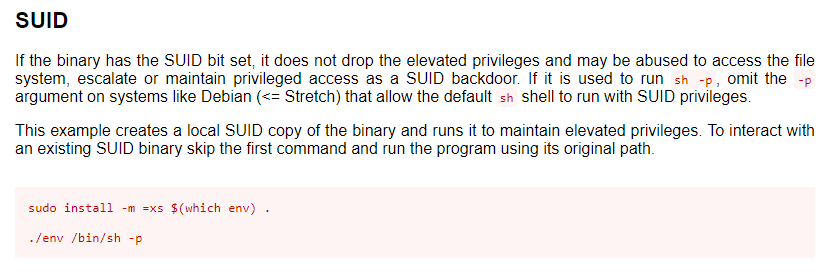 SUID
If the binary has the SUID bit set, it does not drop the elevated privileges and may be abused to access the file
system, escalate or maintain privileged access as a SUID backdoor. If it is used to run sh -p, omit the -p
argument on systems like Debian (<= Stretch) that allow the default sh shell to run with SUID privileges.
This example creates a local SUID copy of the binary and runs it to maintain elevated privileges. To interact with
an existing SUID binary skip the first command and run the program using its original path.
sudo install -m =xs $(which env) .
./env /bin/sh -p